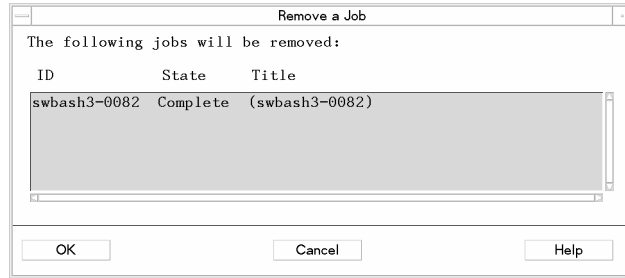 Remove a Job
The following jobs will be removed:
ID State Title
swbash3-0082 Complete (swbash3-0082)
OK Cancel Help